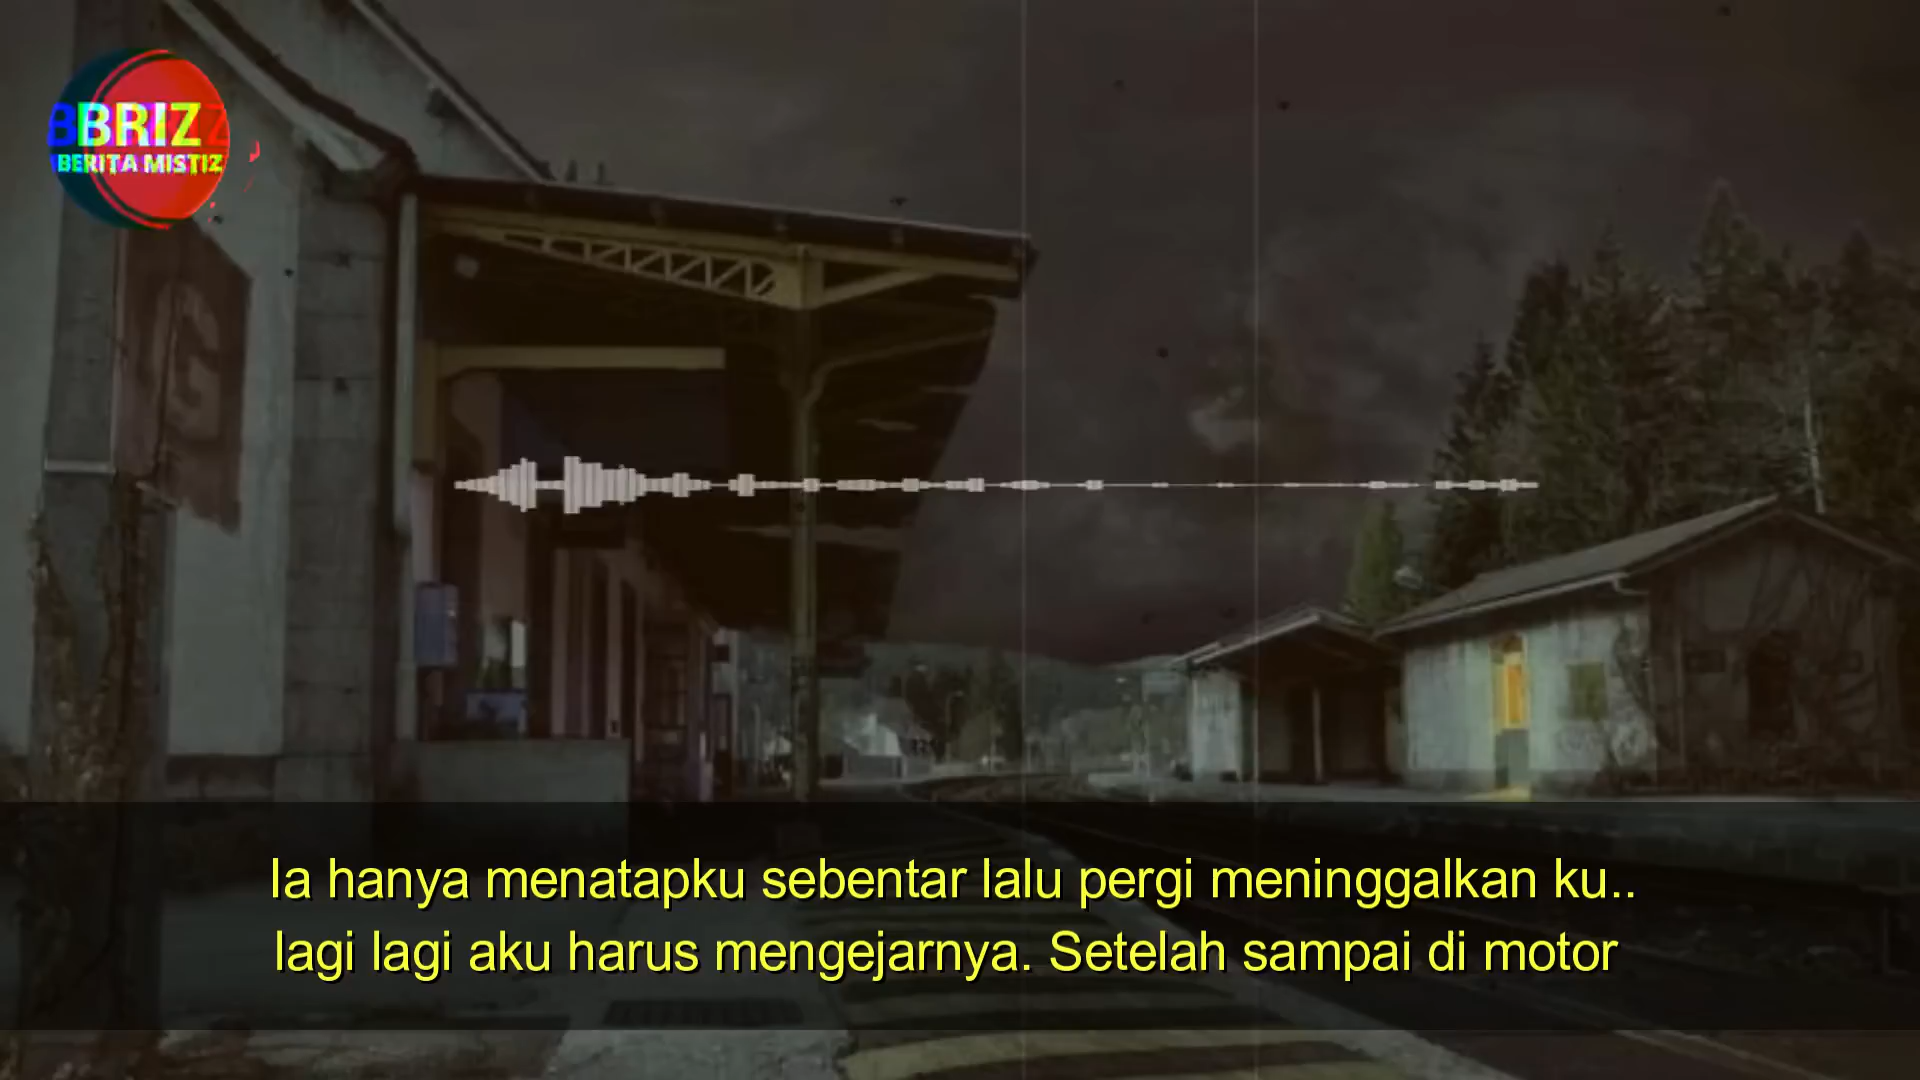 BRIZ
BERITA MISTIZ
G
Ia hanya menatapku sebentar lalu pergi meninggalkan ku..
lagi lagi aku harus mengejarnya. Setelah sampai di motor